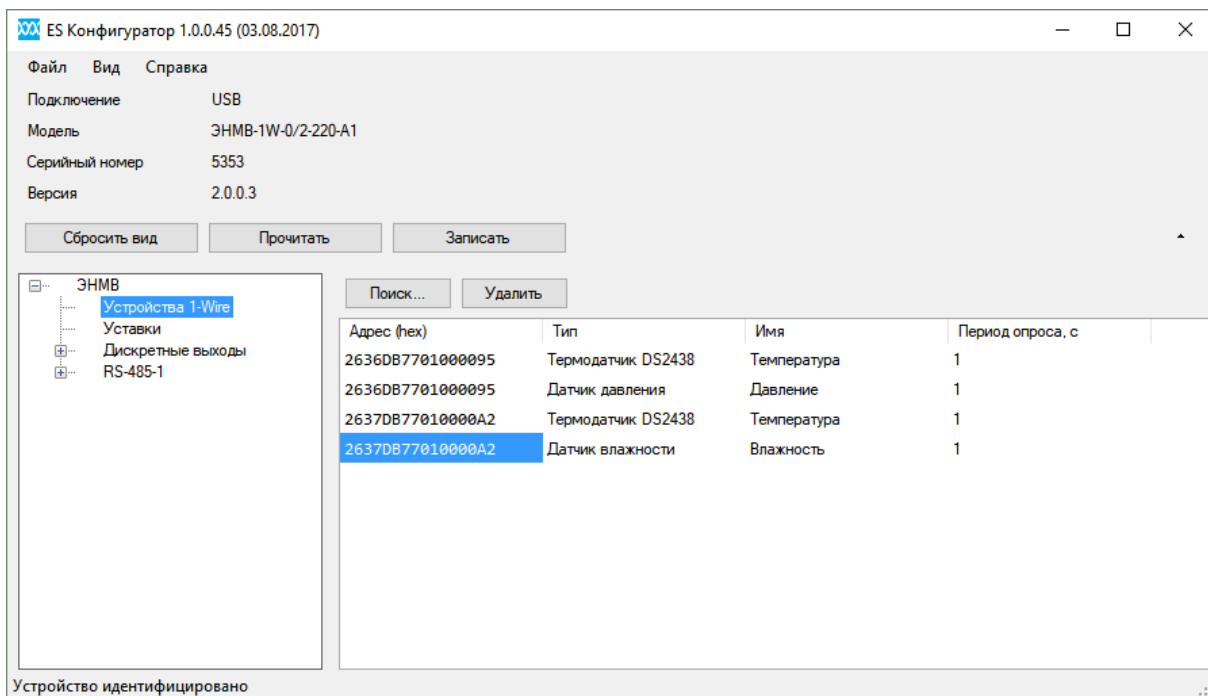 ES Конфигуратор 1.0.0.45 (03.08.2017)
Файл Вид Справка
Подключение USB
Модель ЭНМВ-1W-0/2-220-А1
Серийный номер 5353
Версия 2.0.0.3
Сбросить вид Прочитать Записать
ЭНМВ
Устройства 1-Wire
Уставки
Дискретные выходы
RS-485-1
Поиск... Удалить
Адрес (hex) Тип Имя Период опроса, с
2636DB7701000095 Термодатчик DS2438 Температура 1
2636DB7701000095 Датчик давления Давление 1
2637DB77010000A2 Термодатчик DS2438 Температура 1
2637DB77010000A2 Датчик влажности Влажность 1
Устройство идентифицировано